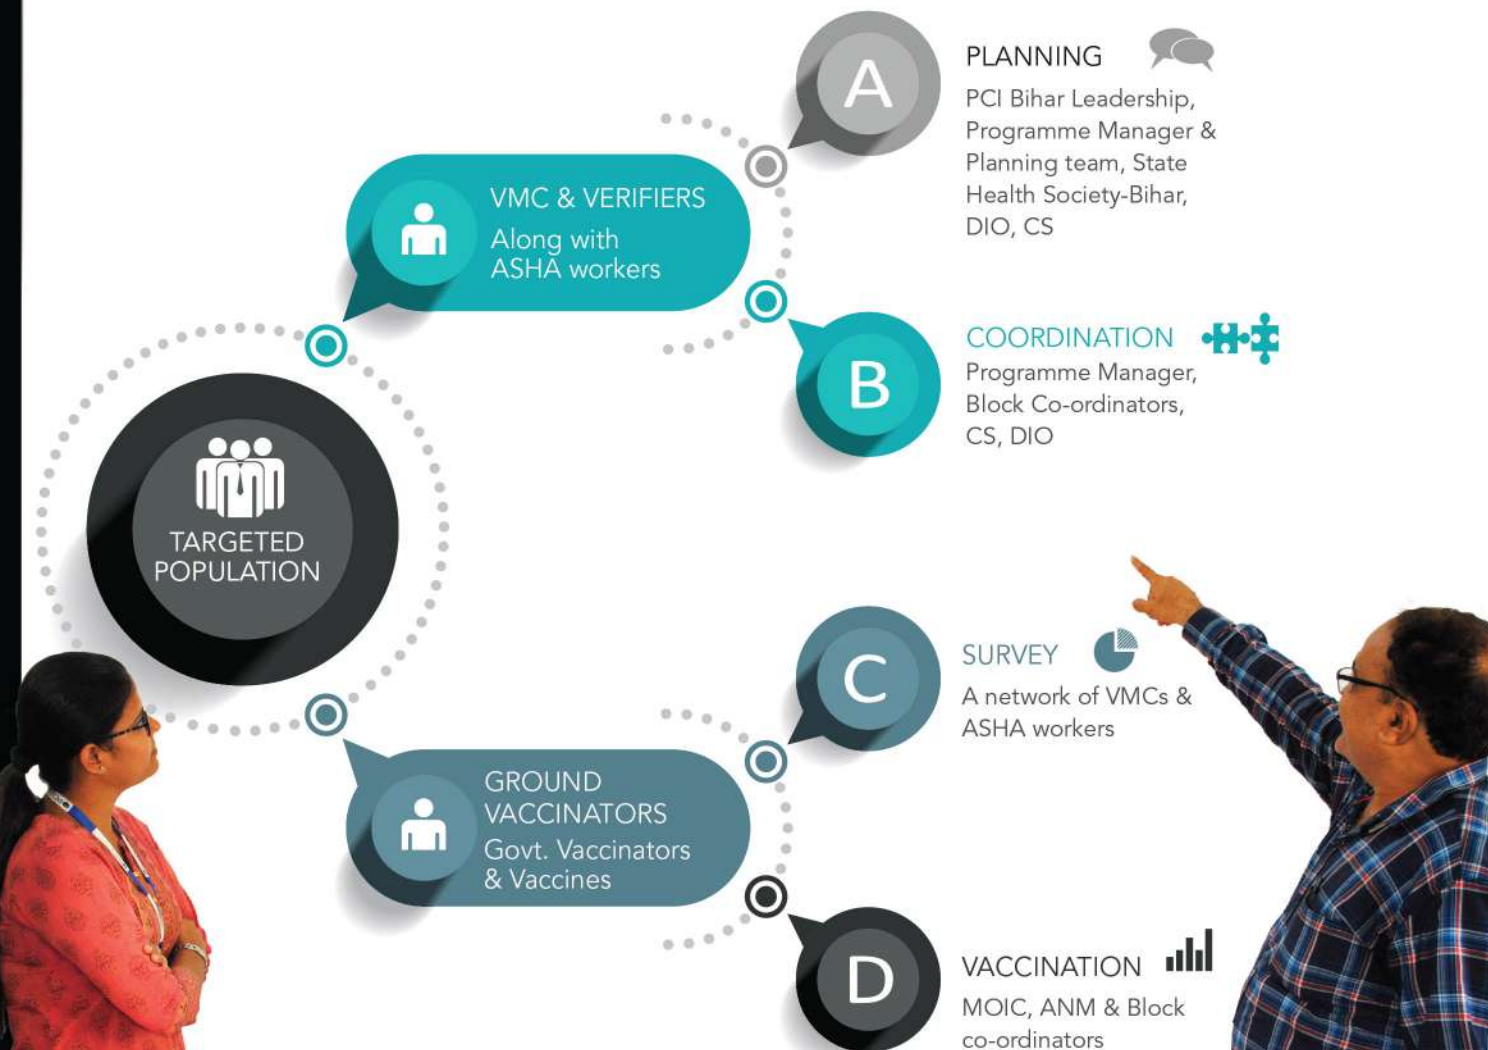 A
PLANNING
PCI Bihar Leadership,
Programme Manager &
Planning team, State
Health Society-Bihar,
DIO, CS
VMC & VERIFIERS
Along with
ASHA workers
B
COORDINATION
Programme Manager,
Block Co-ordinators,
CS, DIO
TARGETED
POPULATION
C
SURVEY
A network of VMCs &
ASHA workers
GROUND
VACCINATORS
Govt. Vaccinators
& Vaccines
D
VACCINATION
MOIC, ANM & Block
co-ordinators